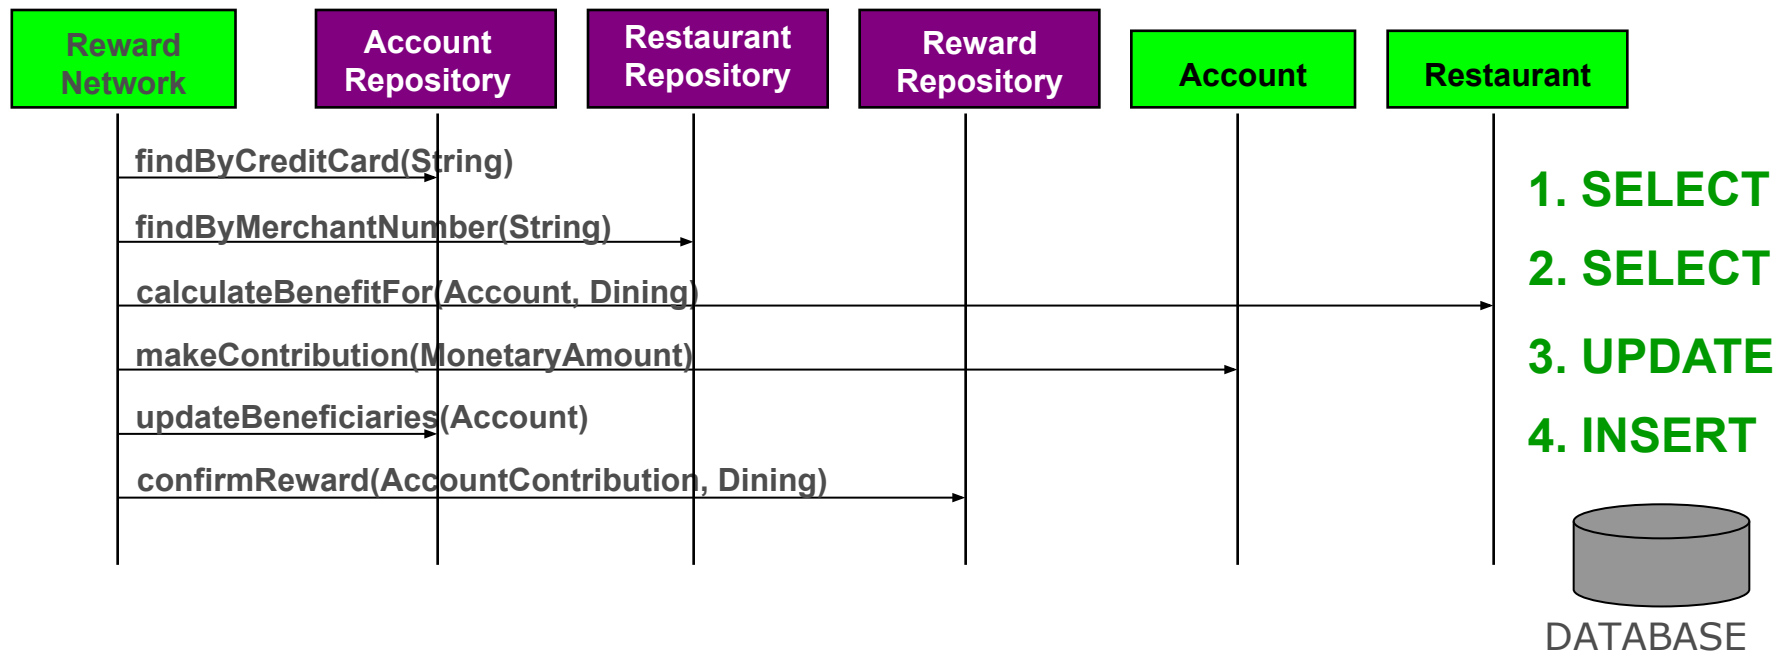 Reward
Network
Account
Repository
Restaurant
Repository
Reward
Repository
Account
Restaurant
findByCreditCard(String)
findByMerchantNumber(String)
calculateBenefitFor(Account, Dining)
makeContribution(MonetaryAmount)
updateBeneficiaries(Account)
confirmReward(AccountContribution, Dining)
1. SELECT
2. SELECT
3. UPDATE
4. INSERT
DATABASE